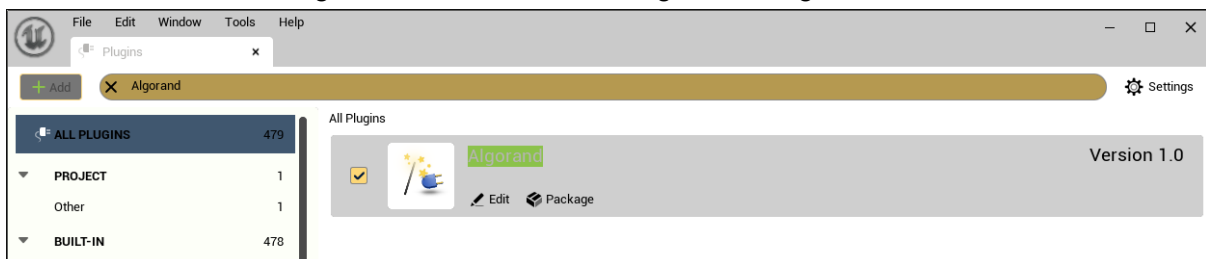 File Edit Window Tools Help
Plugins
Add Algorand Settings
ALL PLUGINS 479
All Plugins
Algorand Version 1.0
PROJECT 1
Edit Package
Other 1
BUILT-IN 478